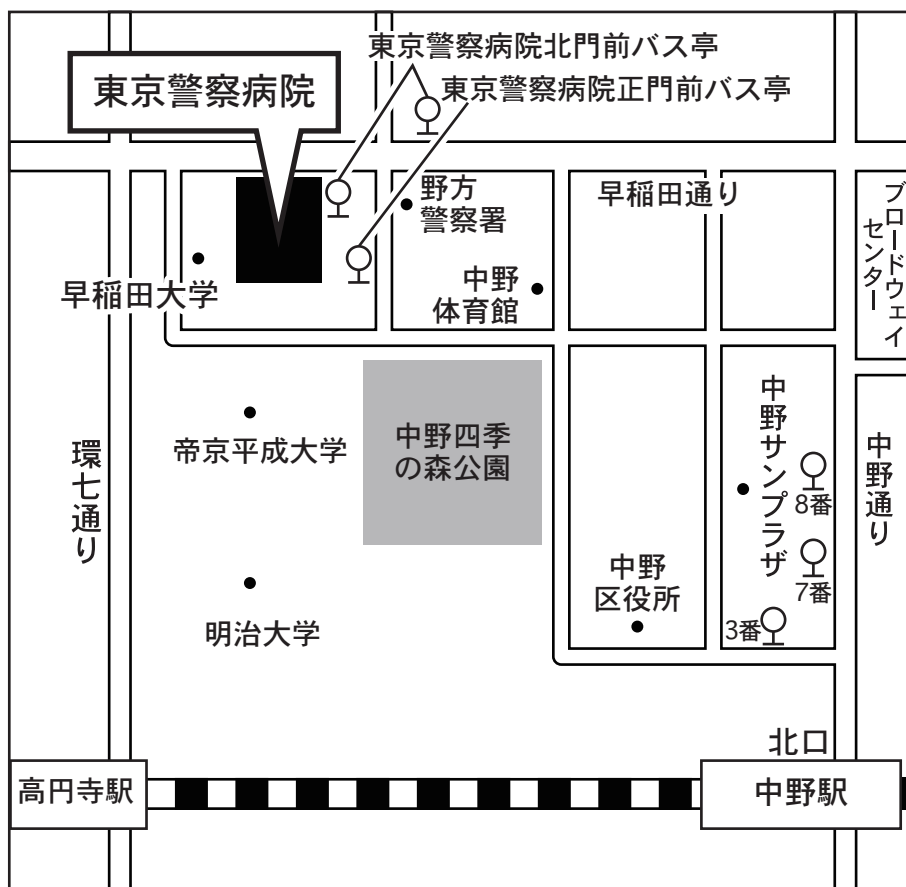 東京警察病院北門前バス亭
東京警察病院正門前バス亭
東京警察病院
野方
警察署
早稲田通り
ブロードウェイ
センター
早稲田大学
中野
体育館
帝京平成大学
中野四季
の森公園
中野サンプラザ
8番
7番
3番
環七通り
中野通り
中野
区役所
明治大学
北口
高円寺駅
中野駅